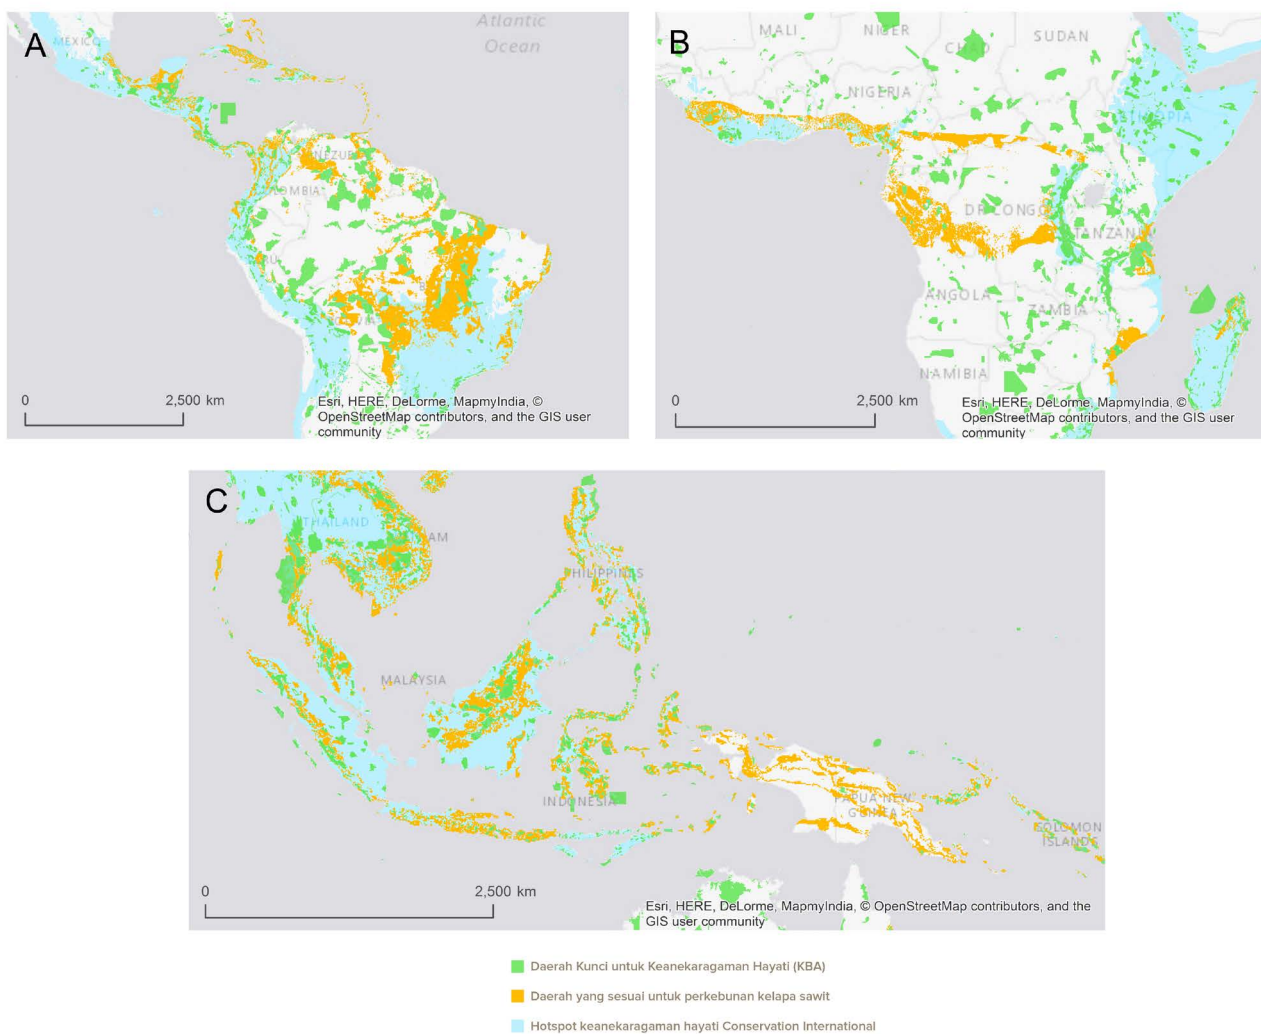 A
Atlantic
Ocean
MEXICO
VENEZU
COLOMBIA
0
2,500 km
Esri, HERE, DeLorme, MapmyIndia, ©
OpenStreetMap contributors, and the GIS user
community
B
MALI
NIGER
CHAD
SUDAN
NIGERIA
ETHIOPIA
DR CONGO
TANZANIA
ANGOLA
ZAMBIA
NAMIBIA
0
2,500 km
Esri, HERE, DeLorme, MapmyIndia, ©
OpenStreetMap contributors, and the GIS user
community
C
THAILAND
AM
PHILIPPINES
MALAYSIA
INDONESIA
PAPUA NEW
GUINEA
SOLOMON
ISLANDS
0
2,500 km
Esri, HERE, DeLorme, MapmyIndia, © OpenStreetMap contributors, and the
GIS user community
Daerah Kunci untuk Keanekaragaman Hayati (KBA)
Daerah yang sesuai untuk perkebunan kelapa sawit
Hotspot keanekaragaman hayati Conservation International